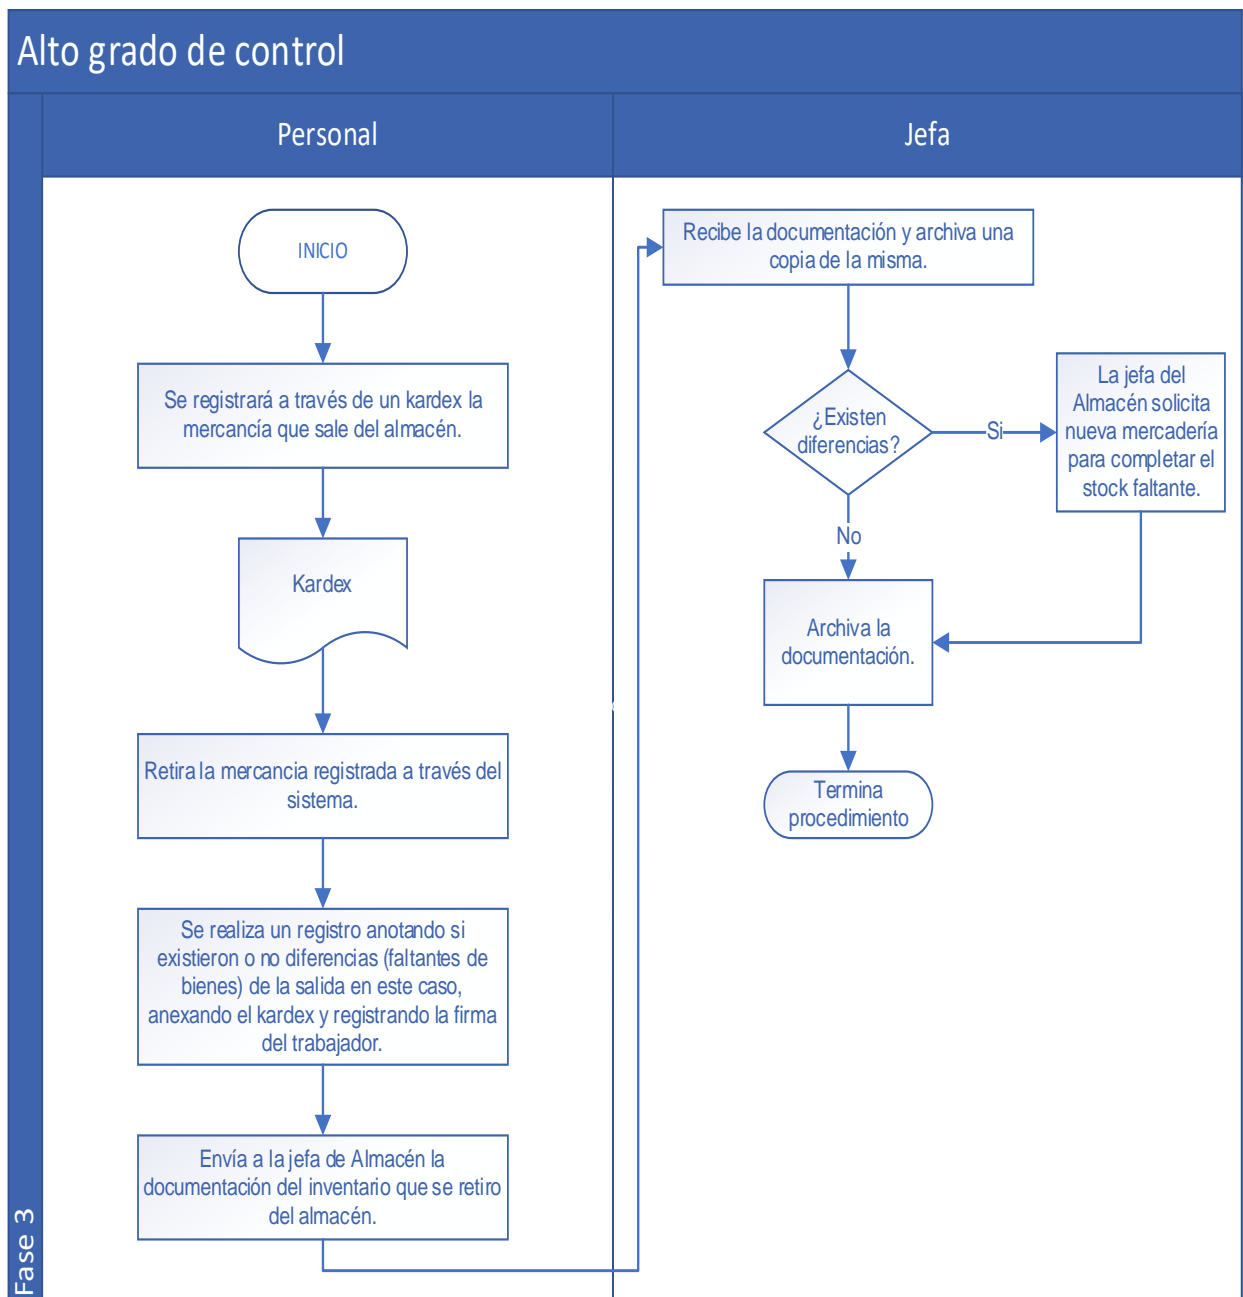 Alto grado de control
Personal
Jefa
INICIO
Se registrará a través de un kardex la
mercancía que sale del almacén.
Kardex
Retira la mercancia registrada a través del
sistema.
Se realiza un registro anotando si
existieron o no diferencias (faltantes de
bienes) de la salida en este caso,
anexando el kardex y registrando la firma
del trabajador.
Envía a la jefa de Almacén la
documentación del inventario que se retiro
del almacén.
Recibe la documentación y archiva una
copia de la misma.
¿Existen
diferencias?
Si
La jefa del
Almacén solicita
nueva mercadería
para completar el
stock faltante.
No
Archiva la
documentación.
Termina
procedimiento
Fase 3